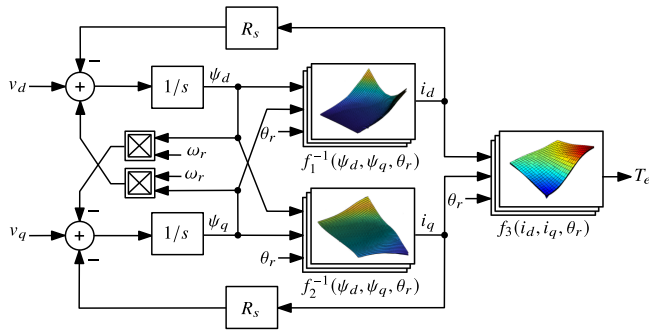 R_s
−
v_d
+
1/s
ψ_d
i_d
θ_r
f_1^{-1}(ψ_d, ψ_q, θ_r)
ω_r
ω_r
θ_r
T_e
f_3(i_d, i_q, θ_r)
−
v_q
+
1/s
ψ_q
i_q
−
θ_r
f_2^{-1}(ψ_d, ψ_q, θ_r)
R_s